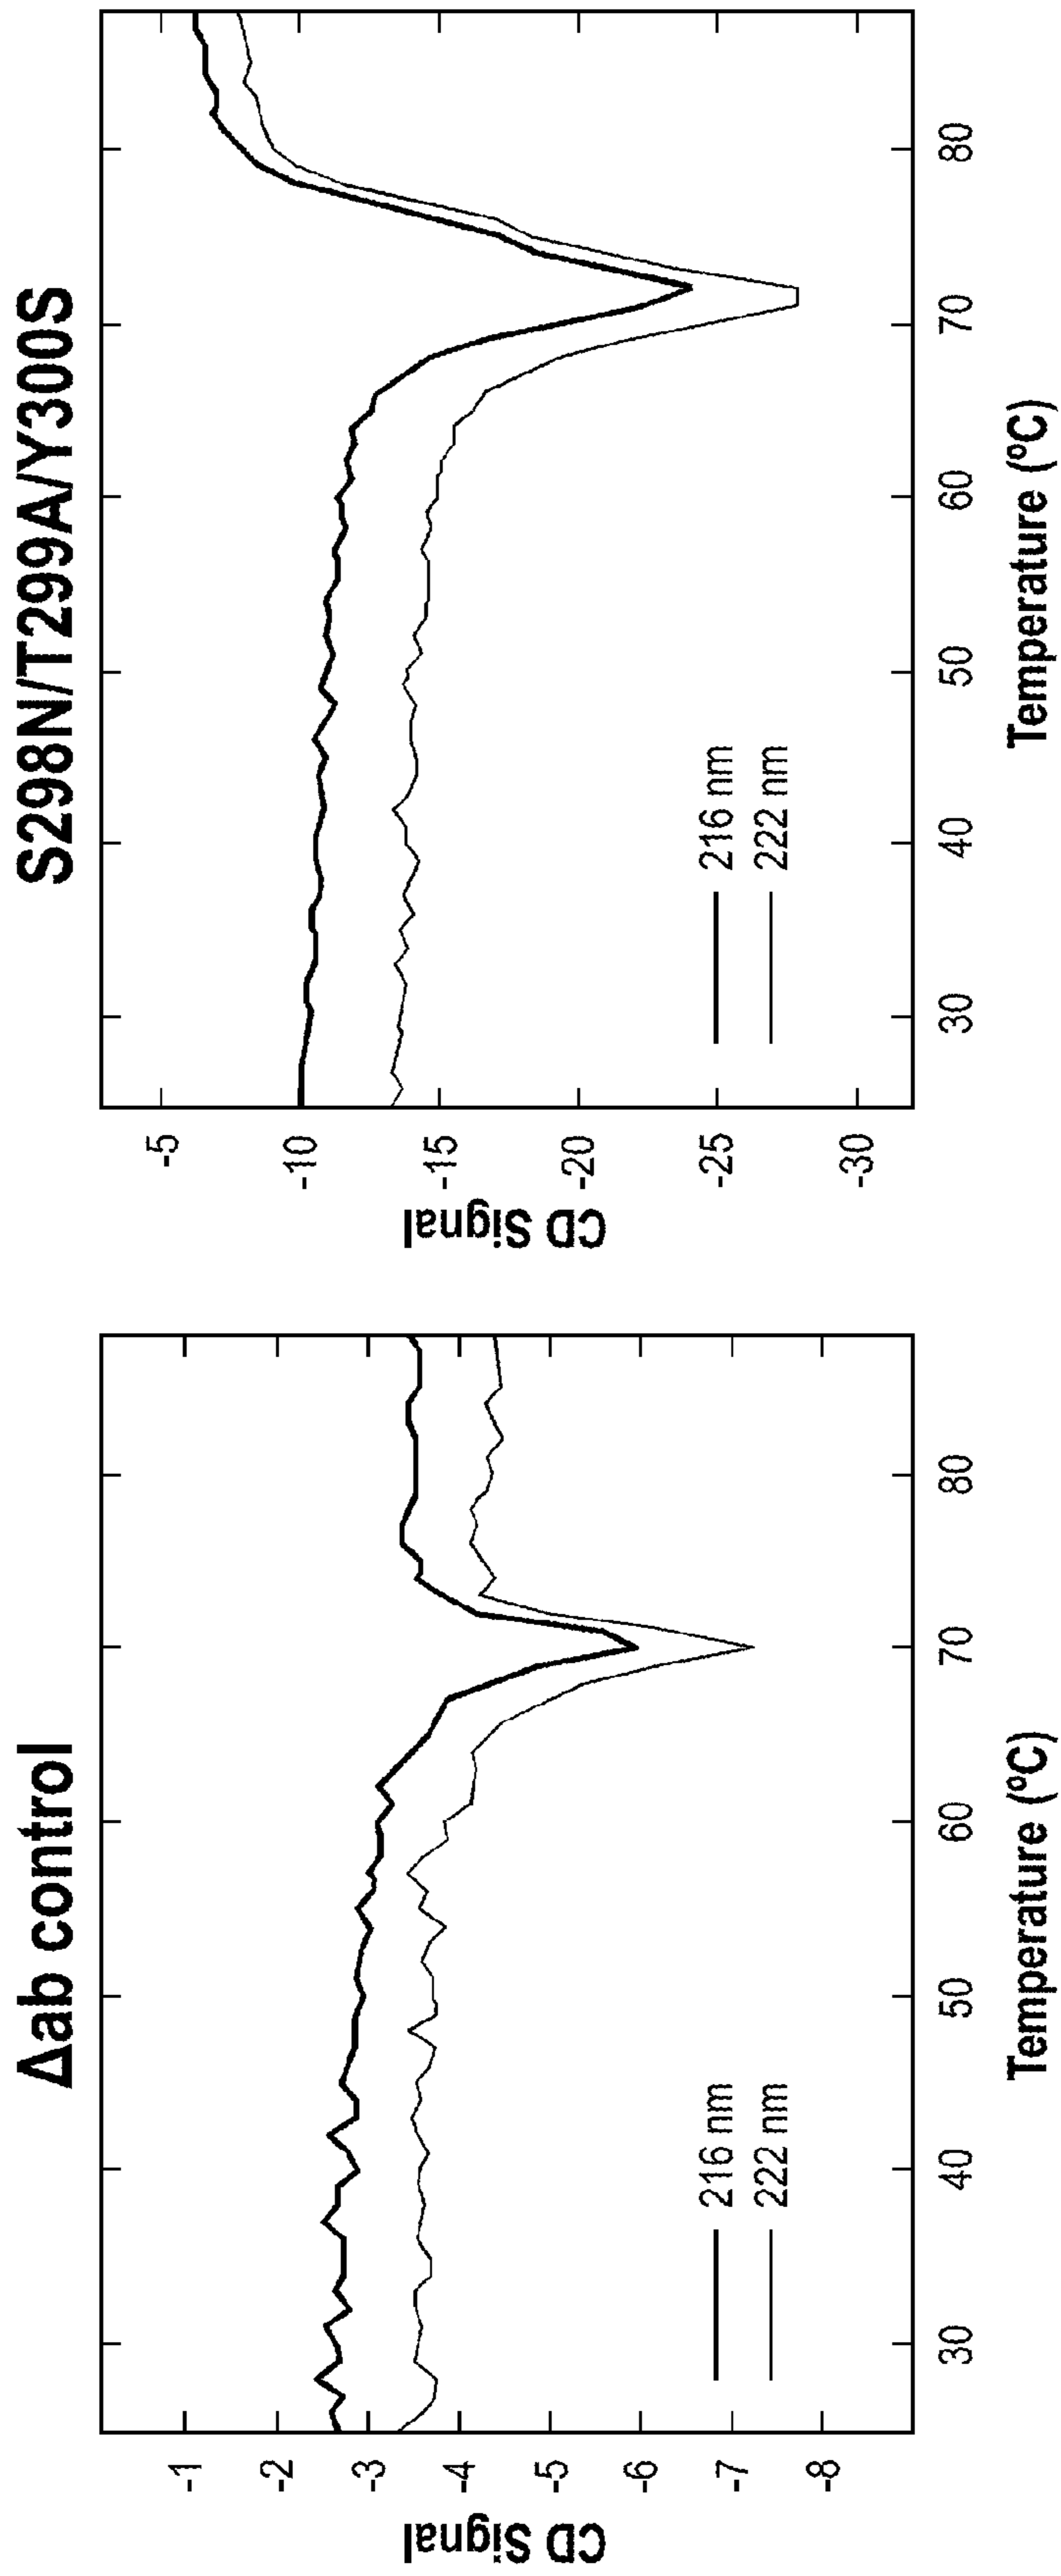 Δab control
CD Signal
-1
-2
-3
-4
-5
-6
-7
-8
216 nm
222 nm
30
40
50
60
70
80
Temperature (ºC)
S298N/T299A/Y300S
CD Signal
-5
-10
-15
-20
-25
-30
216 nm
222 nm
30
40
50
60
70
80
Temperature (ºC)